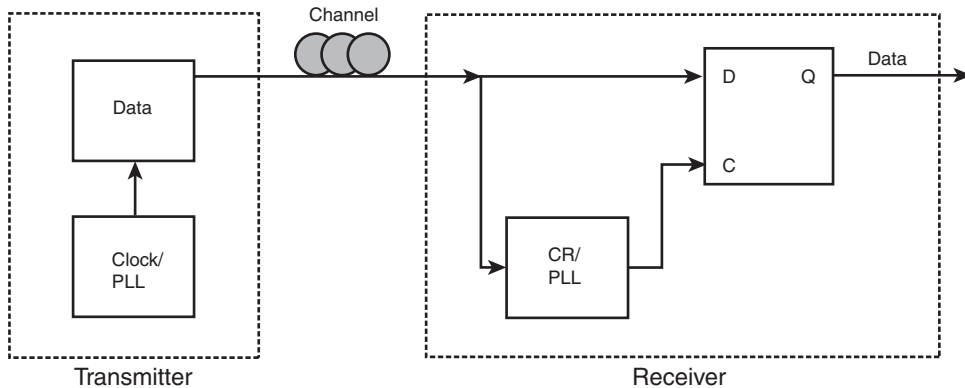 Channel
Data
Clock/
PLL
Transmitter
D
Q
C
CR/
PLL
Data
Receiver